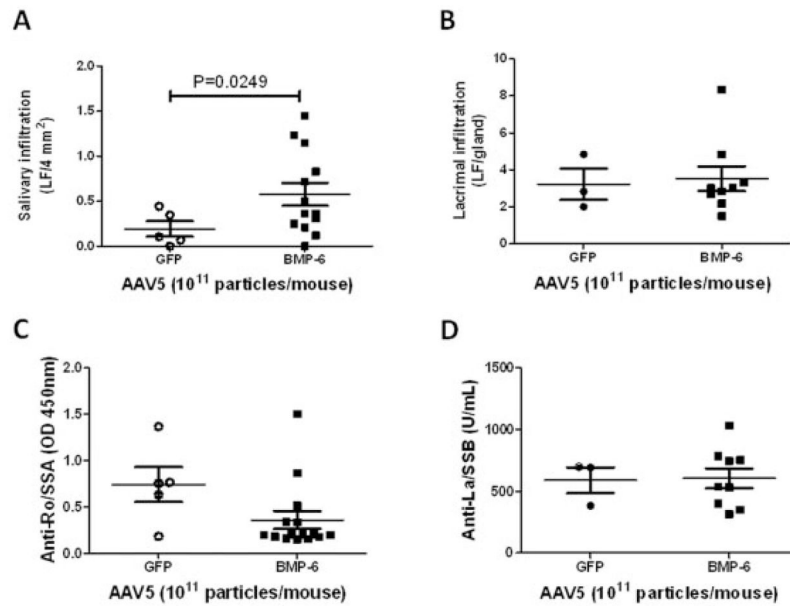 A
P=0.0249
Salivary infiltration
(LF/4 mm²)
2.0
1.5
1.0
0.5
0.0
GFP
BMP-6
AAV5 (10¹¹ particles/mouse)
B
Lacrimal infiltration
(LF/gland)
10
8
6
4
2
0
GFP
BMP-6
AAV5 (10¹¹ particles/mouse)
C
Anti-Ro/SSA (OD 450nm)
2.0
1.5
1.0
0.5
0.0
GFP
BMP-6
AAV5 (10¹¹ particles/mouse)
D
Anti-La/SSB (U/mL)
1500
1000
500
0
GFP
BMP-6
AAV5 (10¹¹ particles/mouse)